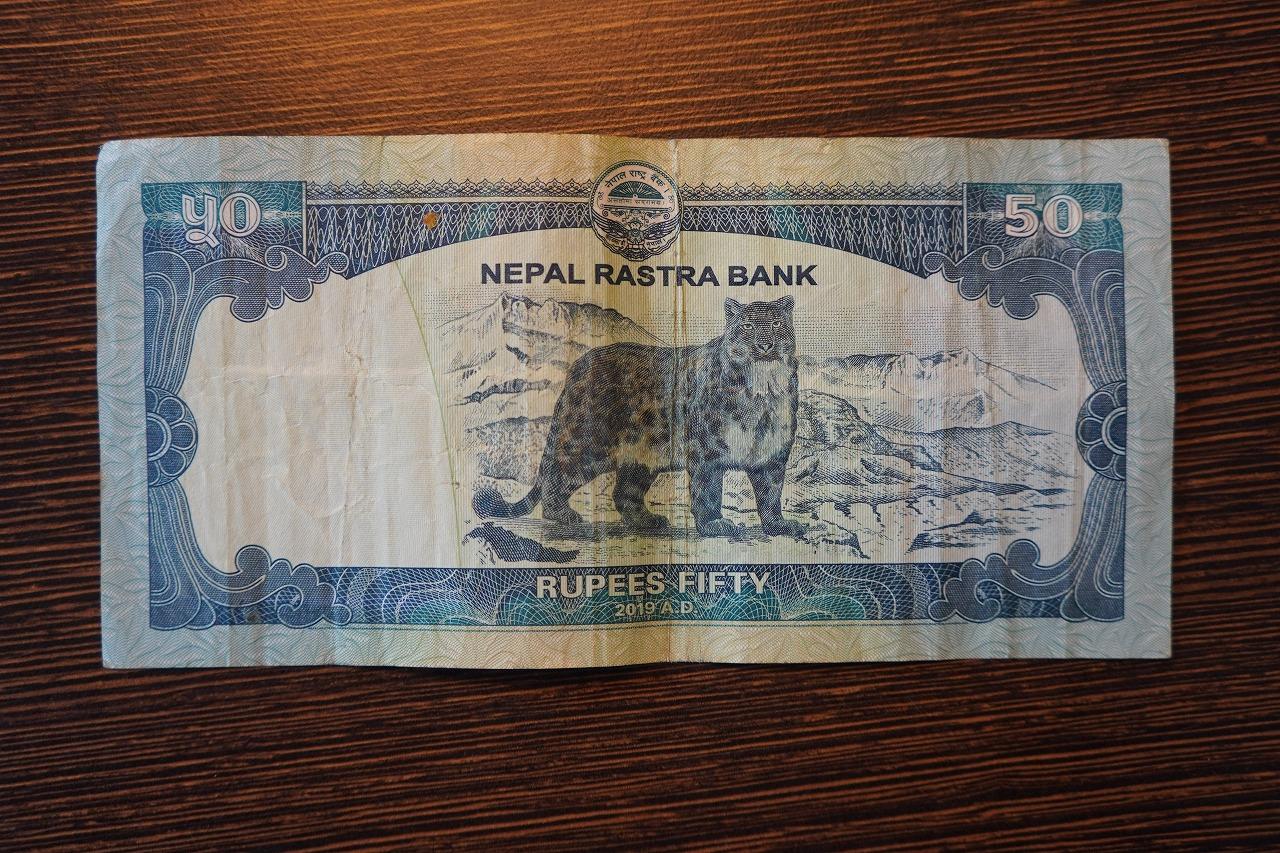 ५०
नेपाल राष्ट्र बैंक
50
NEPAL RASTRA BANK
RUPEES FIFTY
2019 A.D.